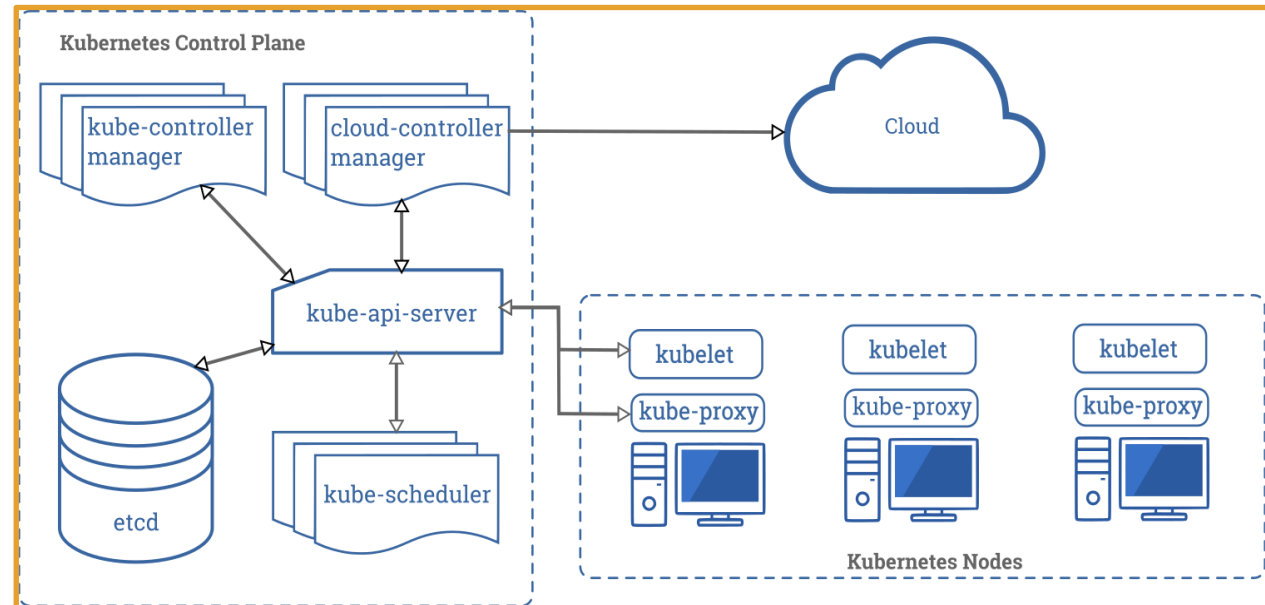 Kubernetes Control Plane
kube-controller
manager
cloud-controller
manager
Cloud
kube-api-server
etcd
kube-scheduler
kubelet
kube-proxy
kubelet
kube-proxy
kubelet
kube-proxy
Kubernetes Nodes